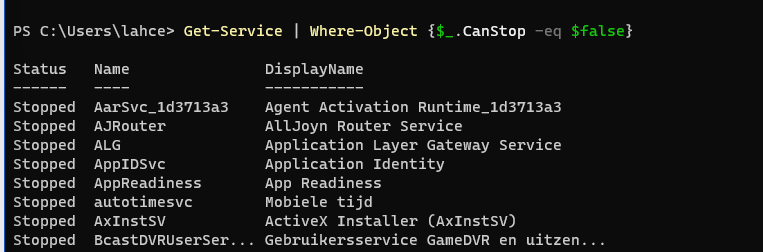 PS C:\Users\lahce> Get-Service | Where-Object {$_.CanStop -eq $false}
Status   Name               DisplayName
------   ----               -----------
Stopped  AarSvc_1d3713a3    Agent Activation Runtime_1d3713a3
Stopped  AJRouter           AllJoyn Router Service
Stopped  ALG                Application Layer Gateway Service
Stopped  AppIDSvc           Application Identity
Stopped  AppReadiness       App Readiness
Stopped  autotimesvc        Mobiele tijd
Stopped  AxInstSV           ActiveX Installer (AxInstSV)
Stopped  BcastDVRUserSer... Gebruikersservice GameDVR en uitzen...